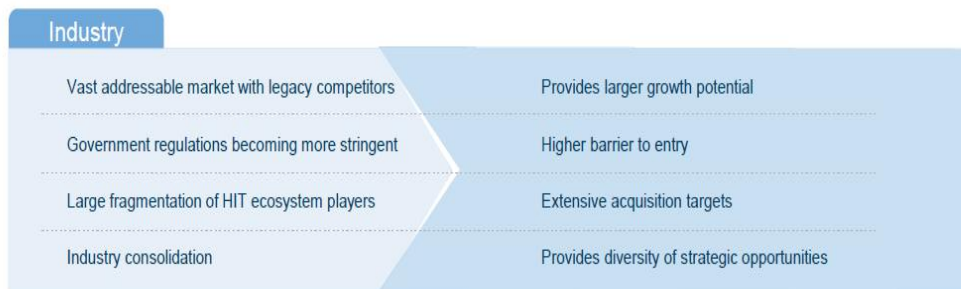 Industry
Vast addressable market with legacy competitors
Provides larger growth potential
Government regulations becoming more stringent
Higher barrier to entry
Large fragmentation of HIT ecosystem players
Extensive acquisition targets
Industry consolidation
Provides diversity of strategic opportunities